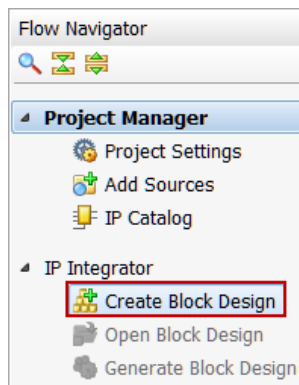 Flow Navigator
Project Manager
Project Settings
Add Sources
IP Catalog
IP Integrator
Create Block Design
Open Block Design
Generate Block Design